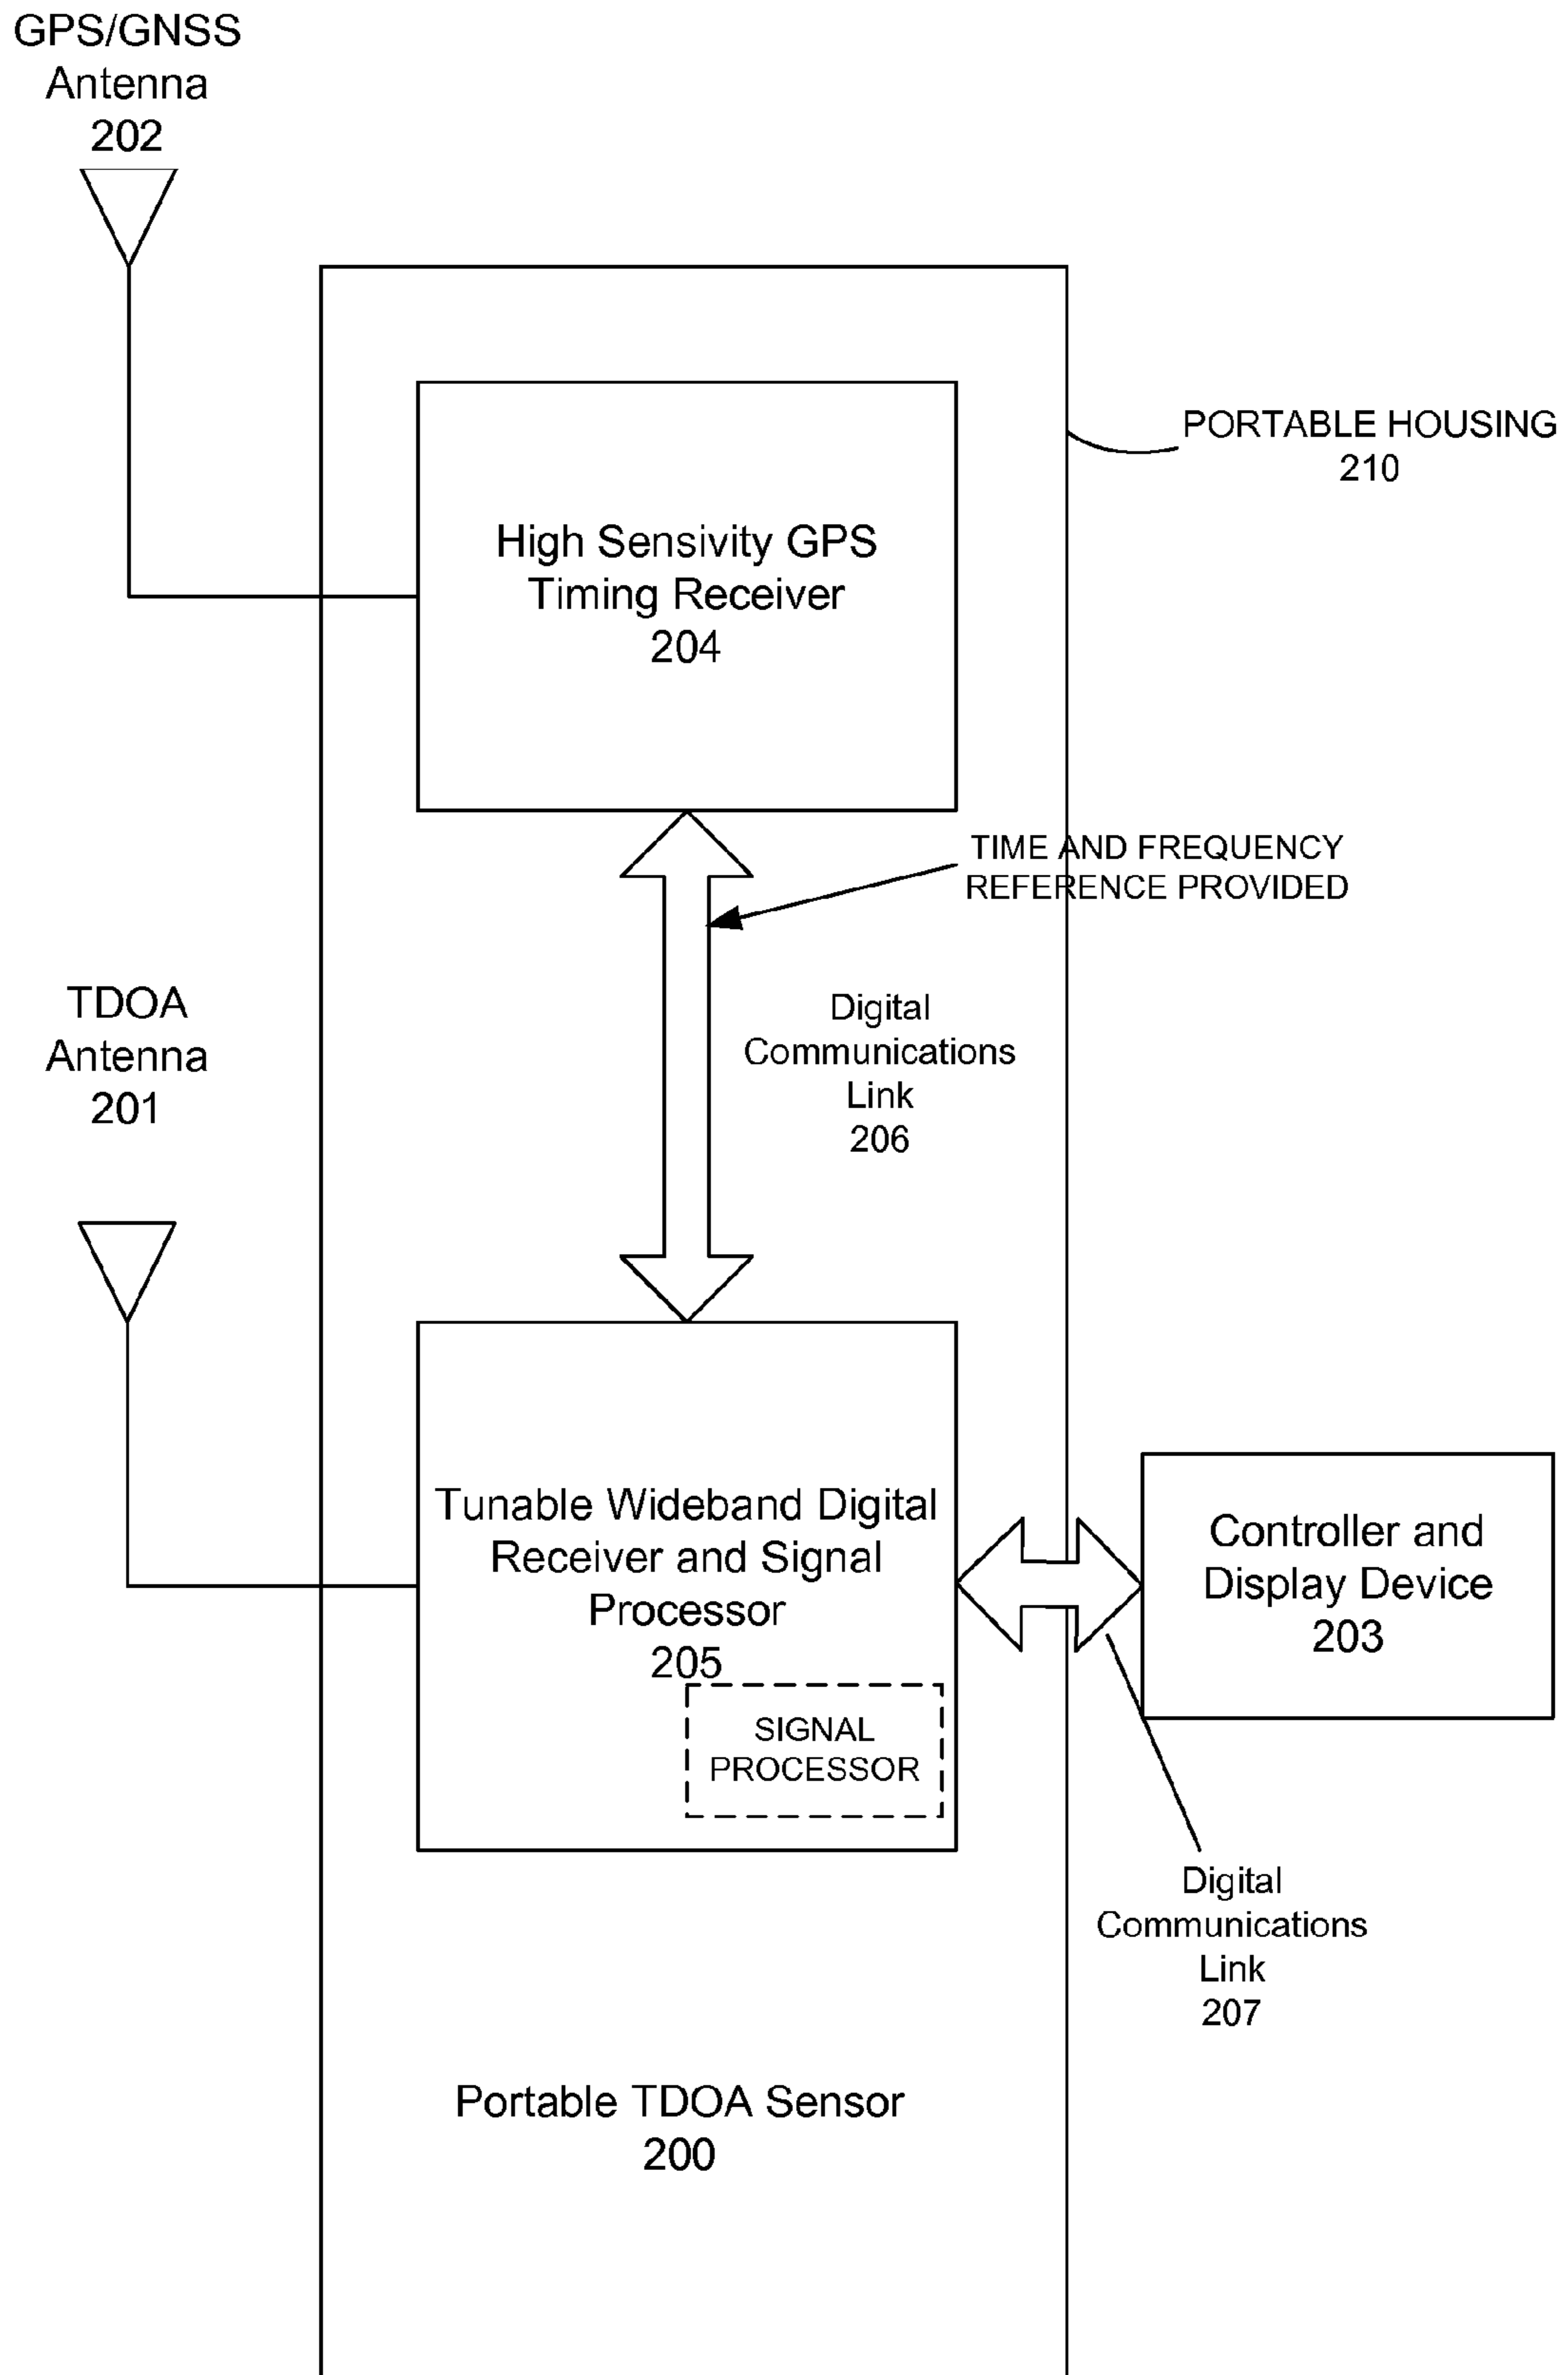 GPS/GNSS
Antenna
202
PORTABLE HOUSING
210
High Sensivity GPS
Timing Receiver
204
TIME AND FREQUENCY
REFERENCE PROVIDED
TDOA
Antenna
201
Digital
Communications
Link
206
Tunable Wideband Digital
Receiver and Signal
Processor
205
SIGNAL
PROCESSOR
Controller and
Display Device
203
Digital
Communications
Link
207
Portable TDOA Sensor
200